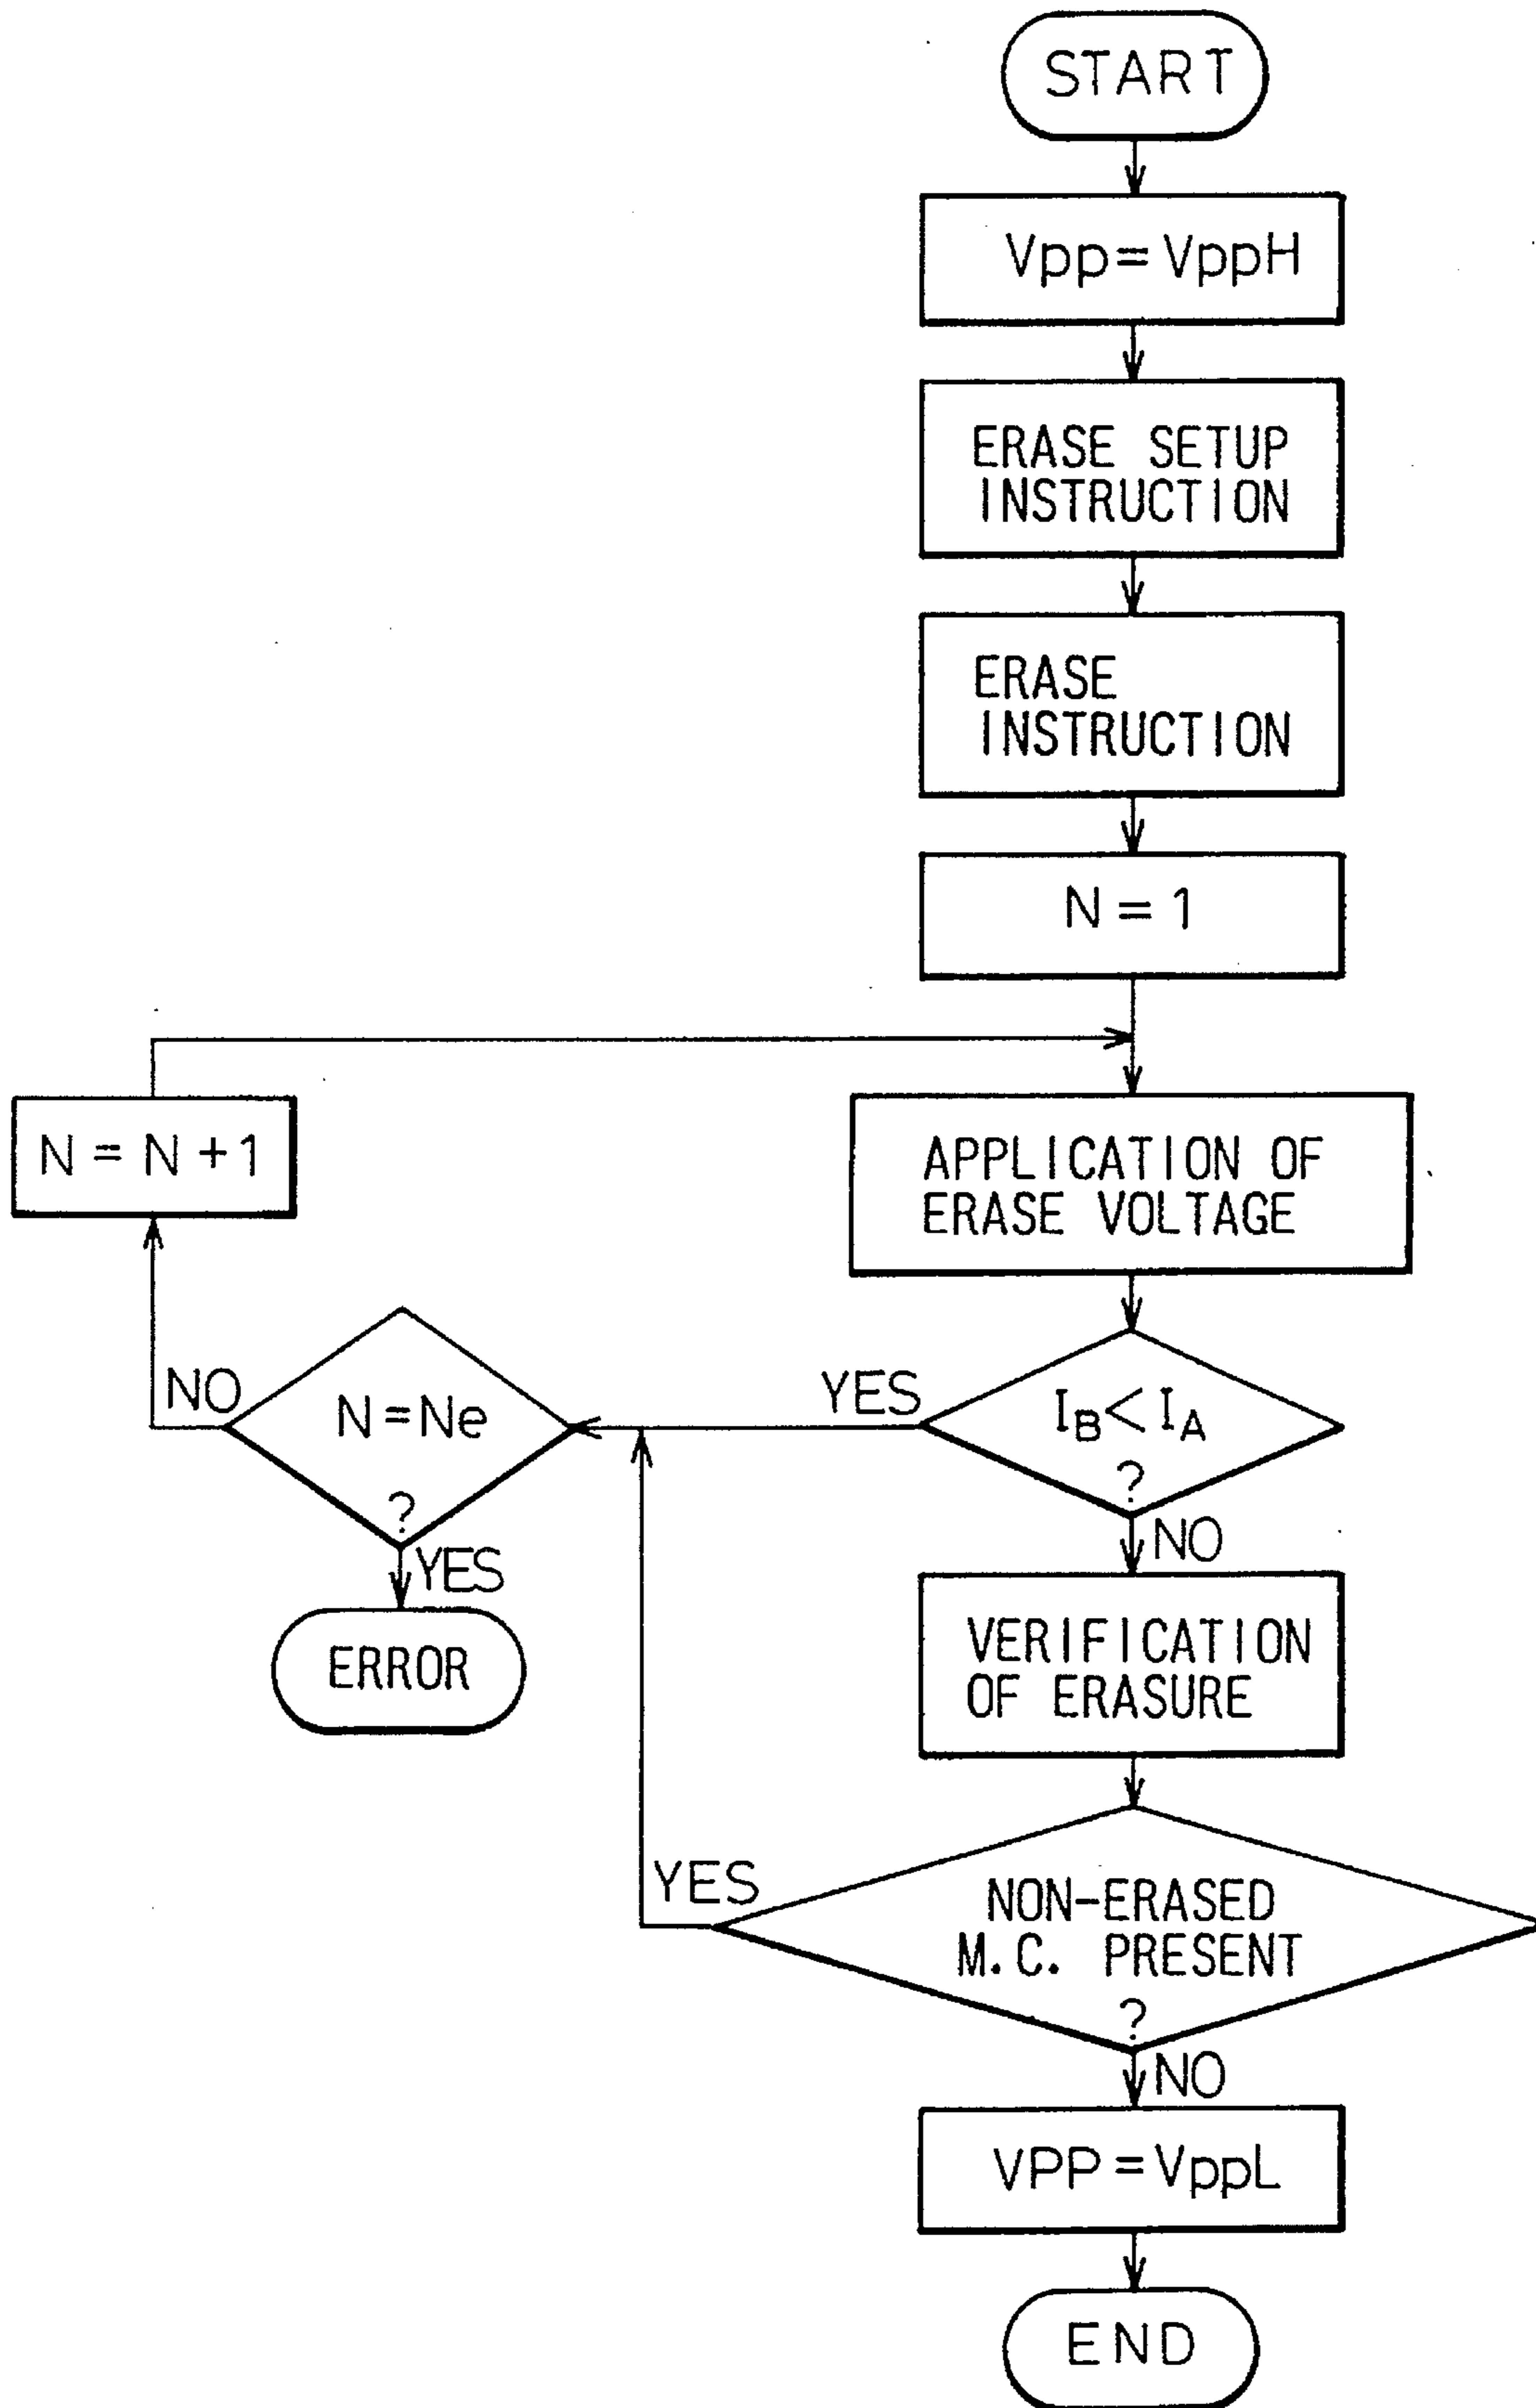 START
Vpp=VppH
ERASE SETUP
INSTRUCTION
ERASE
INSTRUCTION
N=1
N=N+1
APPLICATION OF
ERASE VOLTAGE
NO
N=Ne
?
YES
ERROR
YES
IB<IA
?
NO
VERIFICATION
OF ERASURE
YES
NON-ERASED
M.C. PRESENT
?
NO
VPP=VppL
END